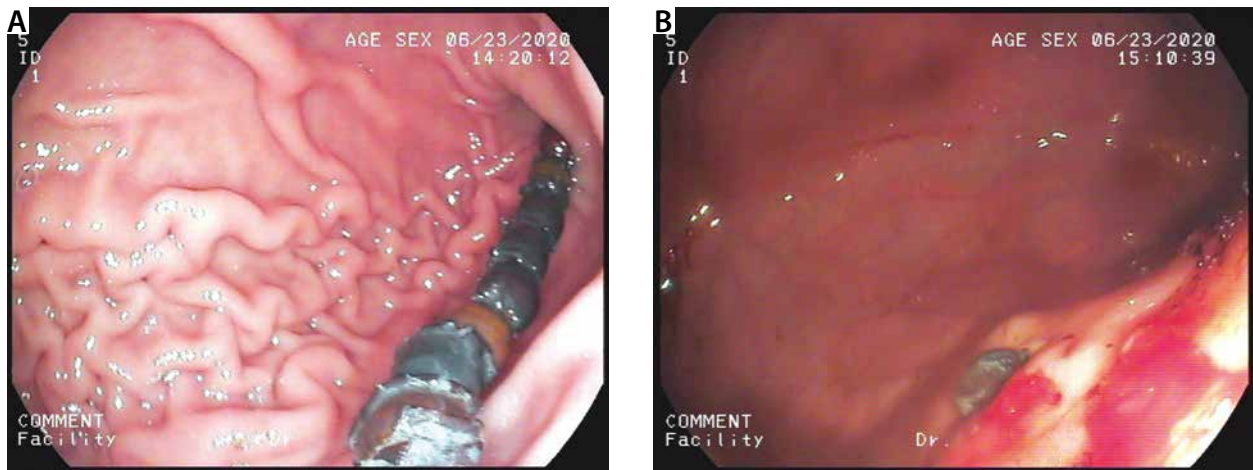 A
5
AGE SEX 06/23/2020
ID
14:20:12
1
COMMENT
Facility
Dr.
B
5
AGE SEX 06/23/2020
ID
15:10:39
1
COMMENT
Facility
Dr.